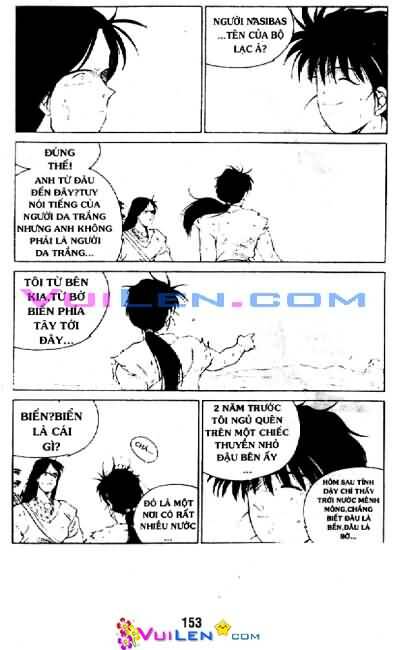 NGƯỜI NASIBAS
...TÊN CỦA BỘ
LẠC Ả?
ĐÚNG
THẾ!
ANH TỪ ĐÂU
ĐẾN ĐÂY?TUY
NÓI TIẾNG CỦA
NGƯỜI DA TRẮNG
NHƯNG ANH KHÔNG
PHẢI LÀ NGƯỜI
DA TRẮNG...
TÔI TỪ BÊN
KIA,TỪ BỜ
BIỂN PHIA
TÂY TỚI
ĐÂY...
VUILEN.COM
BIỂN?BIỂN
LÀ CÁI
GÌ?
CHÀ...
ĐÓ LÀ MỘT
NƠI CÓ RẤT
NHIỀU NƯỚC...
2 NĂM TRƯỚC
TÔI NGỦ QUÊN
TRÊN MỘT CHIẾC
THUYỀN NHỎ
ĐẬU BẾN ẤY...
HÔM SAU TỈNH
DẬY CHỈ THẤY
TRỜI NƯỚC MÊNH
MÔNG,CHẲNG
BIẾT ĐÂU LÀ
BẾN,ĐÂU LÀ
BỜ...
153
VUILEN COM